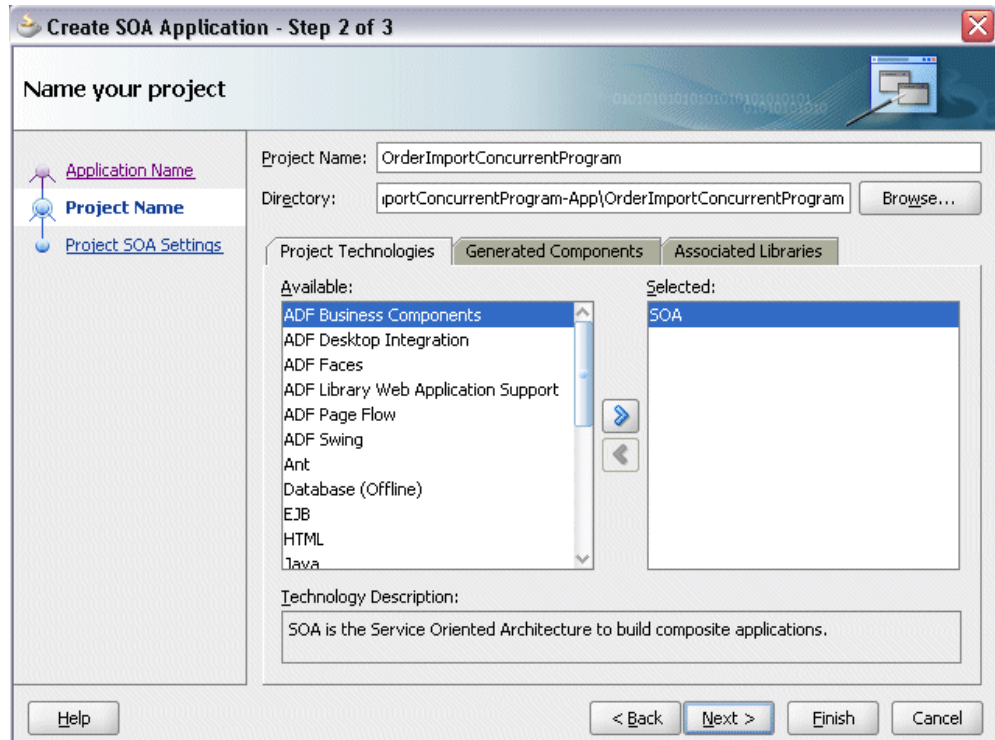 Create SOA Application - Step 2 of 3
Name your project
Application Name
Project Name
Project SOA Settings
Project Name: OrderImportConcurrentProgram
Directory: portConcurrentProgram-App\OrderImportConcurrentProgram Browse...
Project Technologies Generated Components Associated Libraries
Available: Selected:
ADF Business Components SOA
ADF Desktop Integration
ADF Faces
ADF Library Web Application Support
ADF Page Flow
ADF Swing
Ant
Database (Offline)
EJB
HTML
Java
Technology Description:
SOA is the Service Oriented Architecture to build composite applications.
Help < Back Next > Finish Cancel